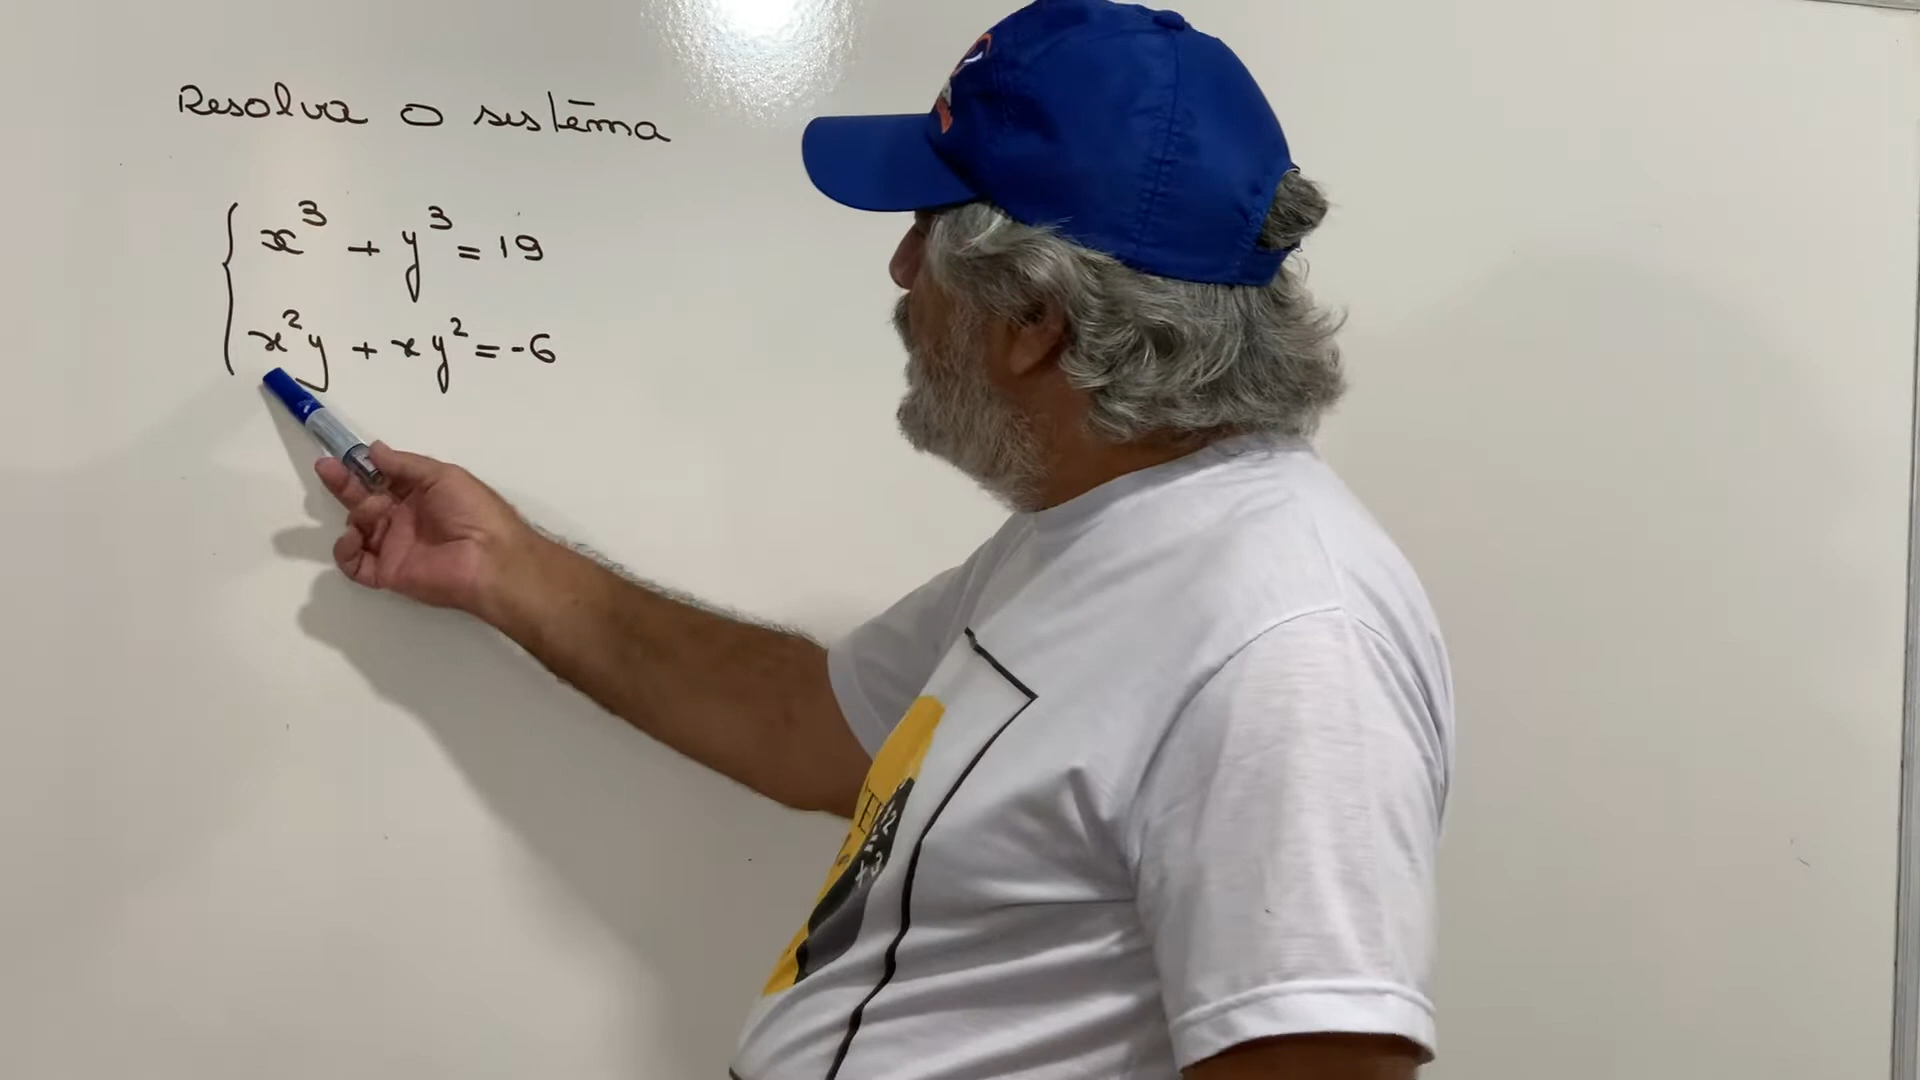 Resolva o sistema
x³ + y³ = 19
x²y + xy² = -6